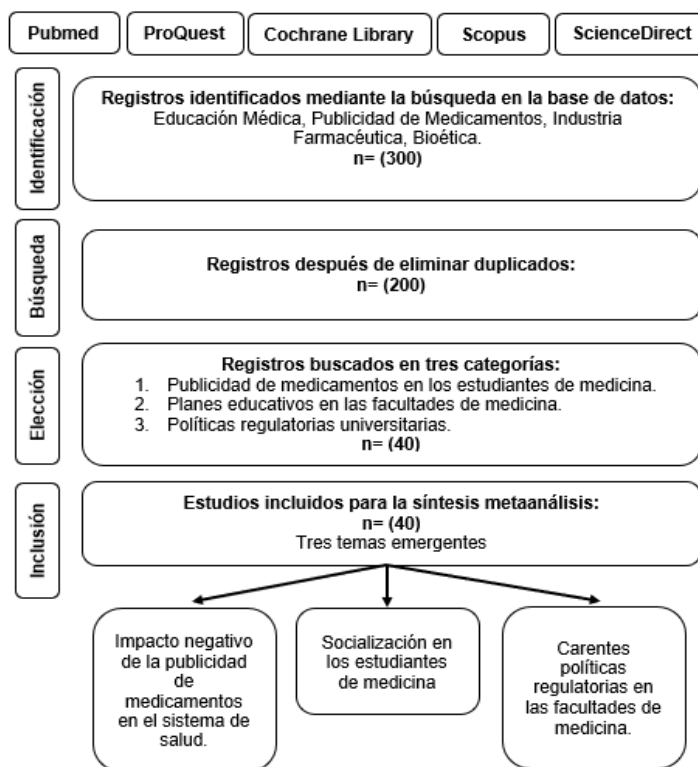 Pubmed
ProQuest
Cochrane Library
Scopus
ScienceDirect
Identificación
Registros identificados mediante la búsqueda en la base de datos:
Educación Médica, Publicidad de Medicamentos, Industria
Farmacéutica, Bioética.
n= (300)
Búsqueda
Registros después de eliminar duplicados:
n= (200)
Elección
Registros buscados en tres categorías:
1. Publicidad de medicamentos en los estudiantes de medicina.
2. Planes educativos en las facultades de medicina.
3. Políticas regulatorias universitarias.
n= (40)
Inclusión
Estudios incluidos para la síntesis metaanálisis:
n= (40)
Tres temas emergentes
Impacto negativo
de la publicidad
de
medicamentos
en el sistema de
salud.
Socialización en
los estudiantes
de medicina
Carentes
políticas
regulatorias en
las facultades de
medicina.